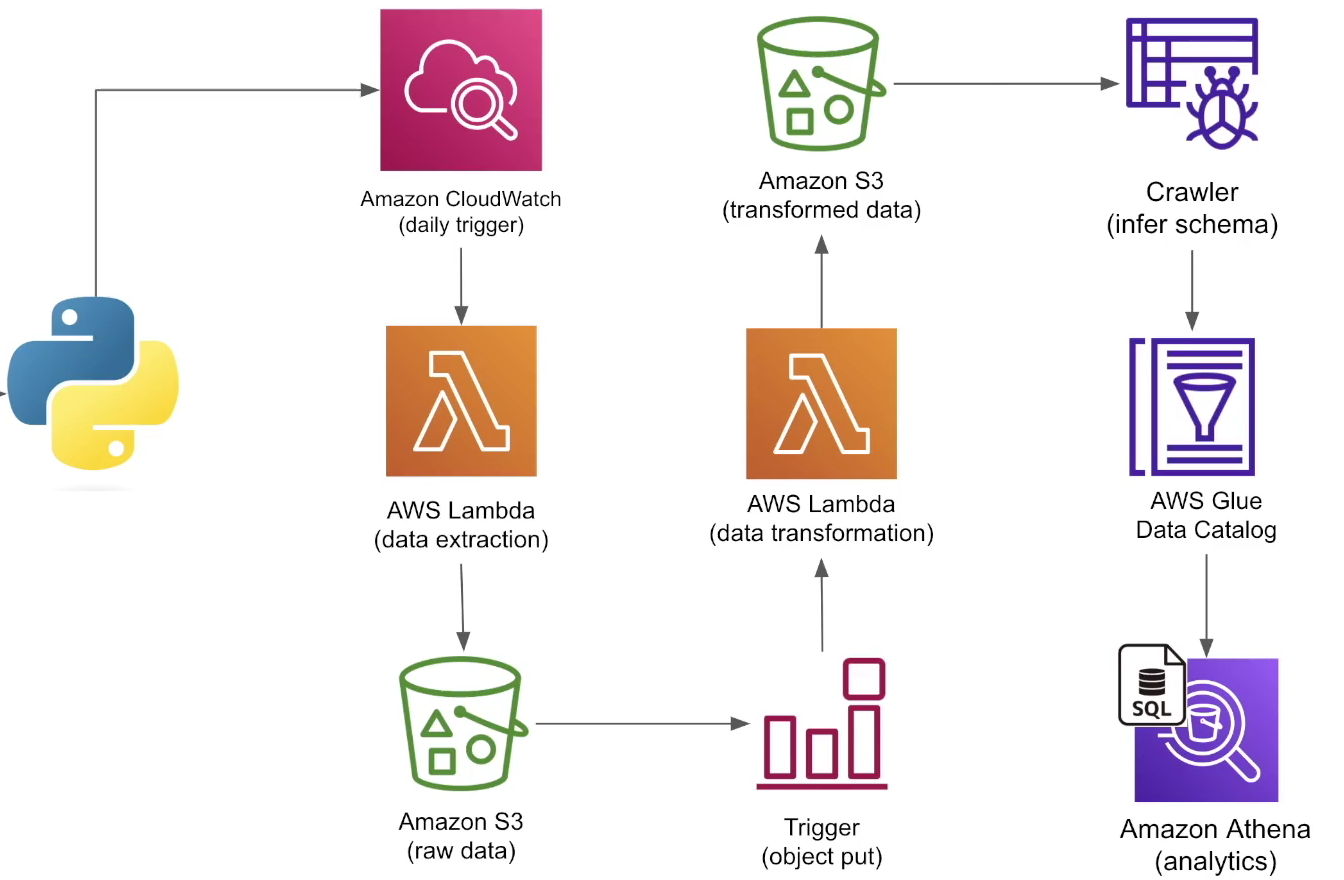 Amazon CloudWatch
(daily trigger)
AWS Lambda
(data extraction)
Amazon S3
(raw data)
Trigger
(object put)
AWS Lambda
(data transformation)
Amazon S3
(transformed data)
Crawler
(infer schema)
AWS Glue
Data Catalog
SQL
Amazon Athena
(analytics)